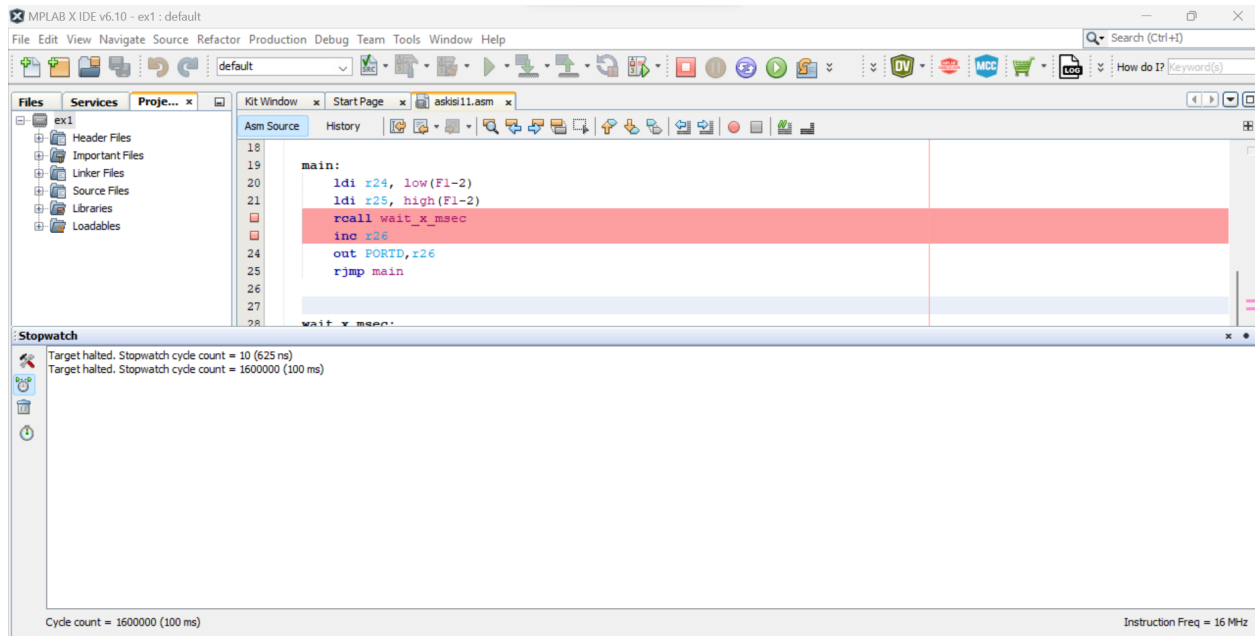 MPLAB X IDE v6.10 - ex1 : default
File Edit View Navigate Source Refactor Production Debug Team Tools Window Help
Search (Ctrl+I)
default
DV
MCC
LOG
How do I? Keyword(s)
Files Services Proje... x
Kit Window x Start Page x askisi11.asm x
ex1
Header Files
Important Files
Linker Files
Source Files
Libraries
Loadables
Asm Source History
18
19 main:
20 ldi r24, low(F1-2)
21 ldi r25, high(F1-2)
rcall wait_x_msec
inc r26
24 out PORTD,r26
25 rjmp main
26
27
28 wait_x_msec:
Stopwatch
Target halted. Stopwatch cycle count = 10 (625 ns)
Target halted. Stopwatch cycle count = 1600000 (100 ms)
Cycle count = 1600000 (100 ms)
Instruction Freq = 16 MHz